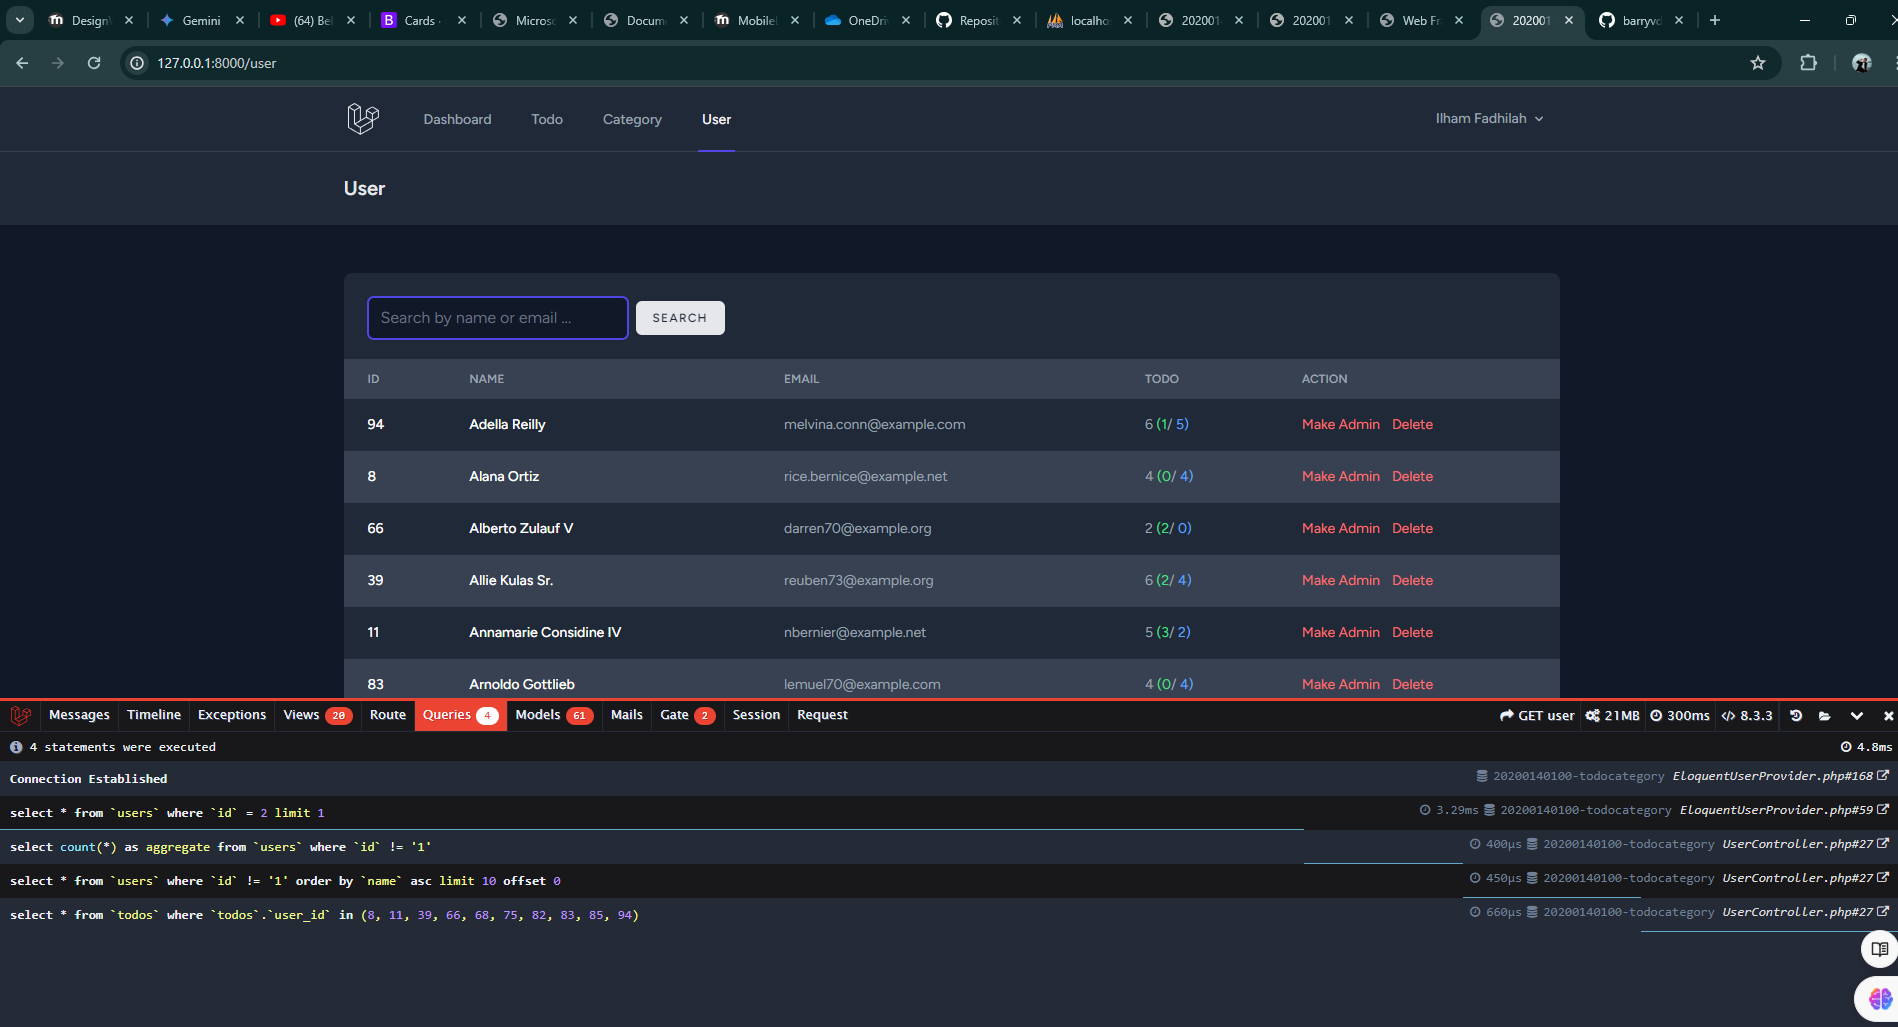 Design
Gemini
(64) Be
Cards
Micros
Docum
Mobile
OneDri
Reposit
localho
202001
202001
Web Fr
202001
barryvd
127.0.0.1:8000/user
Dashboard Todo Category User Ilham Fadhilah
User
Search by name or email ... SEARCH
ID NAME EMAIL TODO ACTION
94 Adella Reilly melvina.conn@example.com 6 (1/ 5) Make Admin Delete
8 Alana Ortiz rice.bernice@example.net 4 (0/ 4) Make Admin Delete
66 Alberto Zulauf V darren70@example.org 2 (2/ 0) Make Admin Delete
39 Allie Kulas Sr. reuben73@example.org 6 (2/ 4) Make Admin Delete
11 Annamarie Considine IV nbernier@example.net 5 (3/ 2) Make Admin Delete
83 Arnoldo Gottlieb lemuel70@example.com 4 (0/ 4) Make Admin Delete
Messages Timeline Exceptions Views 20 Route Queries 4 Models 61 Mails Gate 2 Session Request GET user 21MB 300ms 8.3.3
4 statements were executed 4.8ms
Connection Established 20200140100-todocategory EloquentUserProvider.php#168
select * from `users` where `id` = 2 limit 1 3.29ms 20200140100-todocategory EloquentUserProvider.php#59
select count(*) as aggregate from `users` where `id` != '1' 400μs 20200140100-todocategory UserController.php#27
select * from `users` where `id` != '1' order by `name` asc limit 10 offset 0 450μs 20200140100-todocategory UserController.php#27
select * from `todos` where `todos`.`user_id` in (8, 11, 39, 66, 68, 75, 82, 83, 85, 94) 660μs 20200140100-todocategory UserController.php#27